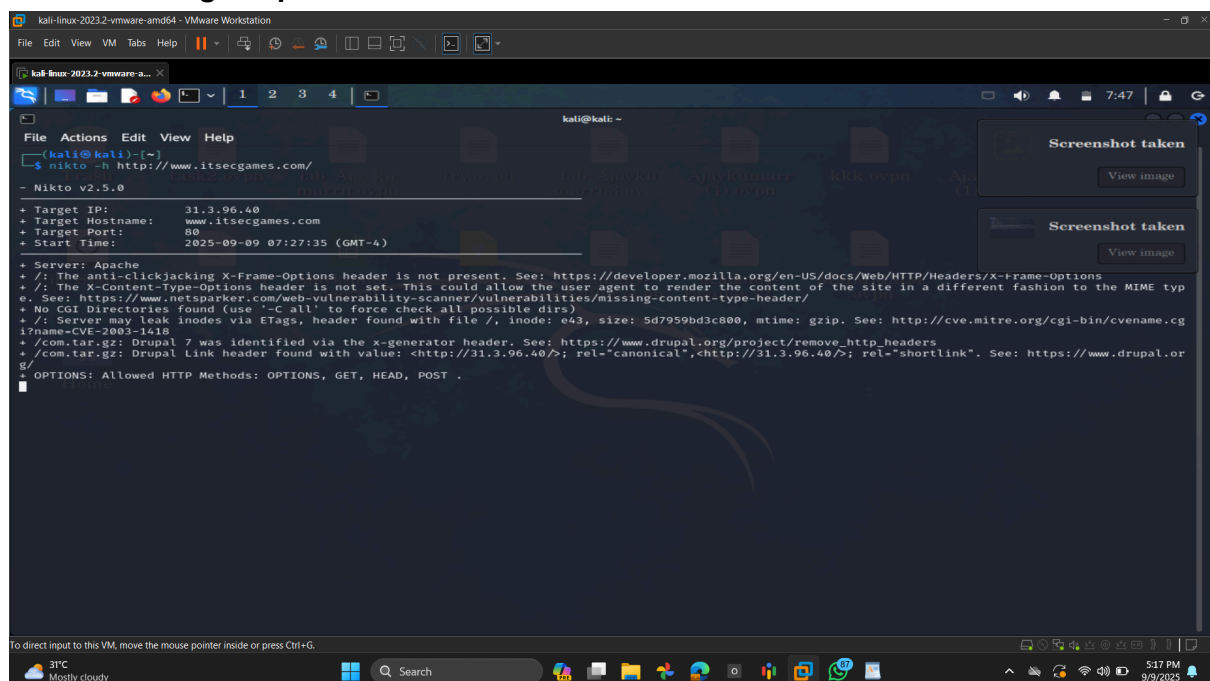 kali-linux-2023.2-vmware-amd64 - VMware Workstation
File Edit View VM Tabs Help
kali-linux-2023.2-vmware-a...
1 2 3 4
7:47
kali@kali: ~
File Actions Edit View Help
Screenshot taken
View image
Screenshot taken
View image
(kali㉿kali)-[~]
$ nikto -h http://www.itsecgames.com/
- Nikto v2.5.0
+ Target IP: 31.3.96.40
+ Target Hostname: www.itsecgames.com
+ Target Port: 80
+ Start Time: 2025-09-09 07:27:35 (GMT-4)
+ Server: Apache
+ /: The anti-clickjacking X-Frame-Options header is not present. See: https://developer.mozilla.org/en-US/docs/Web/HTTP/Headers/X-Frame-Options
+ /: The X-Content-Type-Options header is not set. This could allow the user agent to render the content of the site in a different fashion to the MIME typ
e. See: https://www.netsparker.com/web-vulnerability-scanner/vulnerabilities/missing-content-type-header/
+ No CGI Directories found (use '-C all' to force check all possible dirs)
+ /: Server may leak inodes via ETags, header found with file /, inode: e43, size: 5d7959bd3c800, mtime: gzip. See: http://cve.mitre.org/cgi-bin/cvename.cg
i?name=CVE-2003-1418
+ /com.tar.gz: Drupal 7 was identified via the x-generator header. See: https://www.drupal.org/project/remove_http_headers
+ /com.tar.gz: Drupal Link header found with value: <http://31.3.96.40/>; rel="canonical",<http://31.3.96.40/>; rel="shortlink". See: https://www.drupal.or
g/
+ OPTIONS: Allowed HTTP Methods: OPTIONS, GET, HEAD, POST .
Home
kkk.ovpn
To direct input to this VM, move the mouse pointer inside or press Ctrl+G.
31°C
Mostly cloudy
Search
PRE
87
5:17 PM
9/9/2025